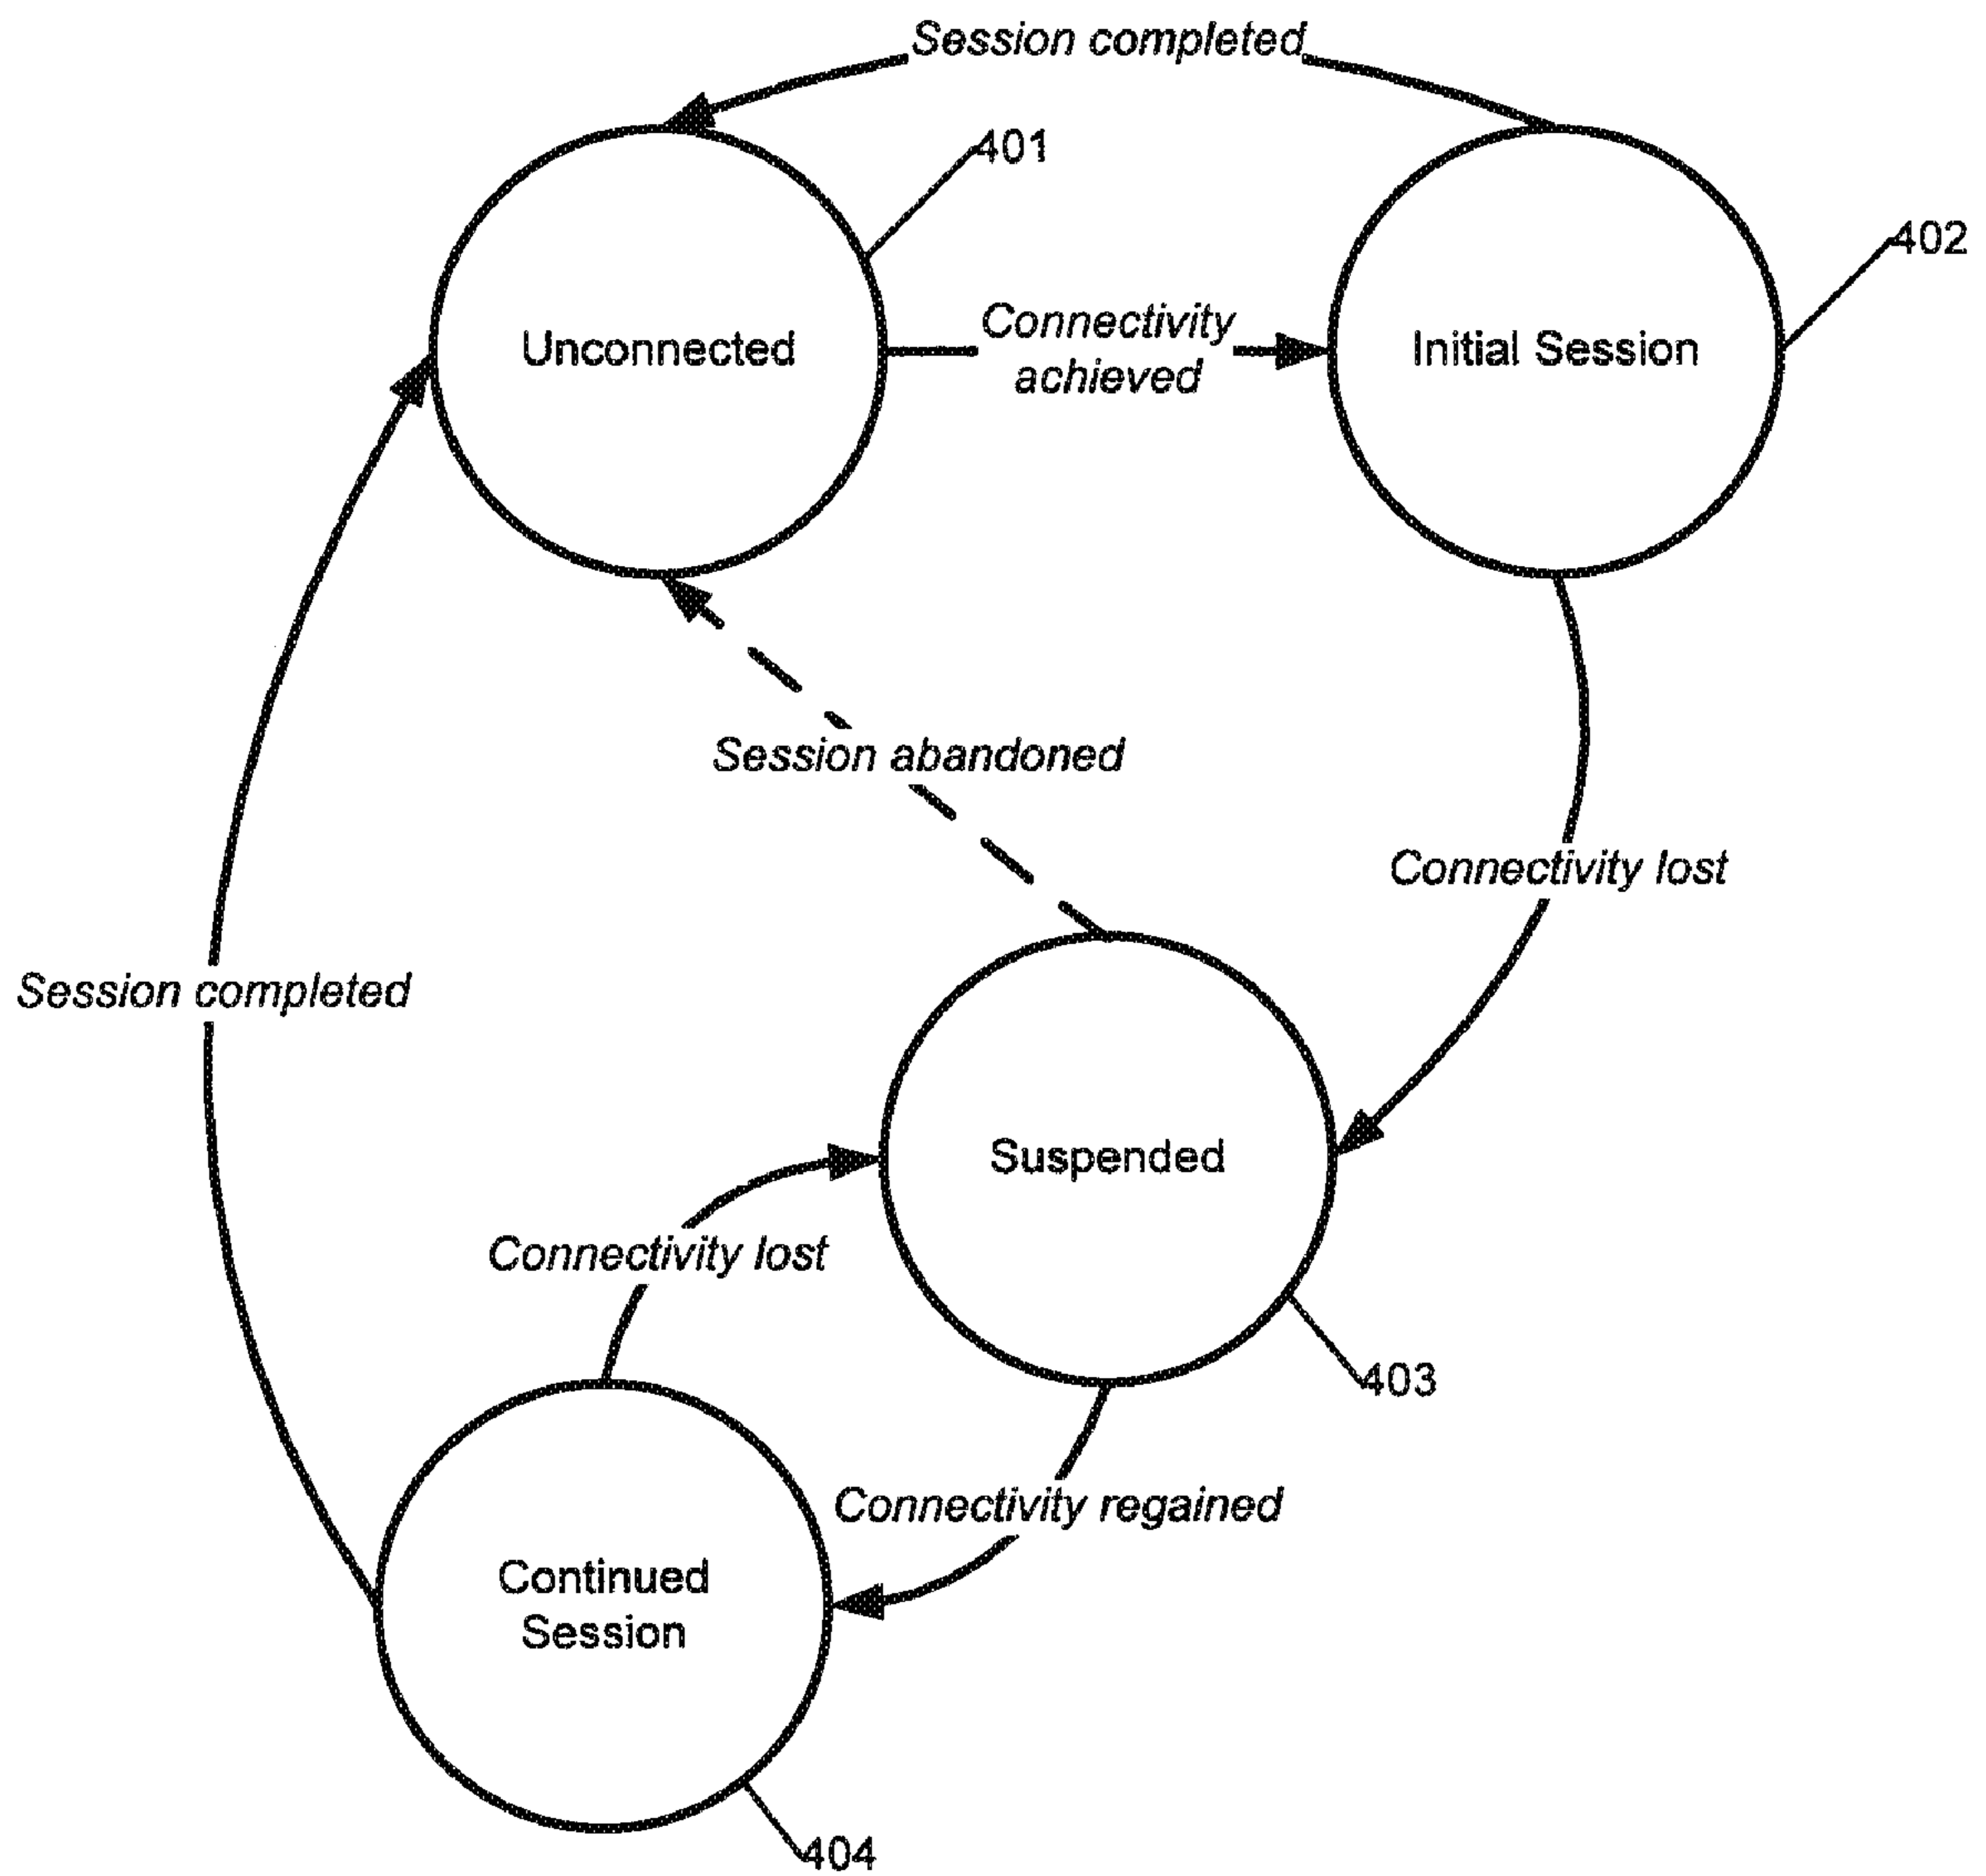 Session completed
401
402
Unconnected
Connectivity
achieved
Initial Session
Session abandoned
Connectivity lost
Session completed
Suspended
Connectivity lost
403
Connectivity regained
Continued
Session
404